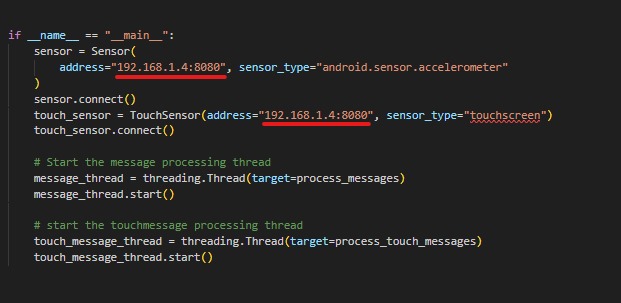 if __name__ == "__main__":
    sensor = Sensor(
        address="192.168.1.4:8080", sensor_type="android.sensor.accelerometer"
    )
    sensor.connect()
    touch_sensor = TouchSensor(address="192.168.1.4:8080", sensor_type="touchscreen")
    touch_sensor.connect()

    # Start the message processing thread
    message_thread = threading.Thread(target=process_messages)
    message_thread.start()

    # start the touchmessage processing thread
    touch_message_thread = threading.Thread(target=process_touch_messages)
    touch_message_thread.start()